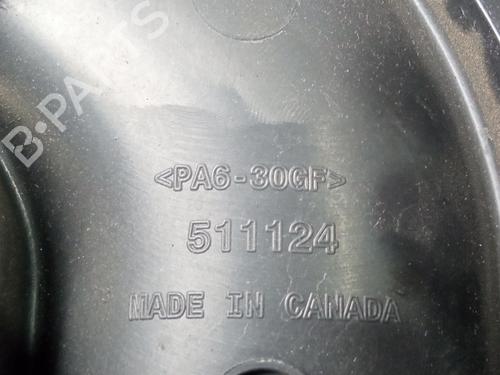 B-PARTS
<PA6-30GF>
511124
MADE IN CANADA